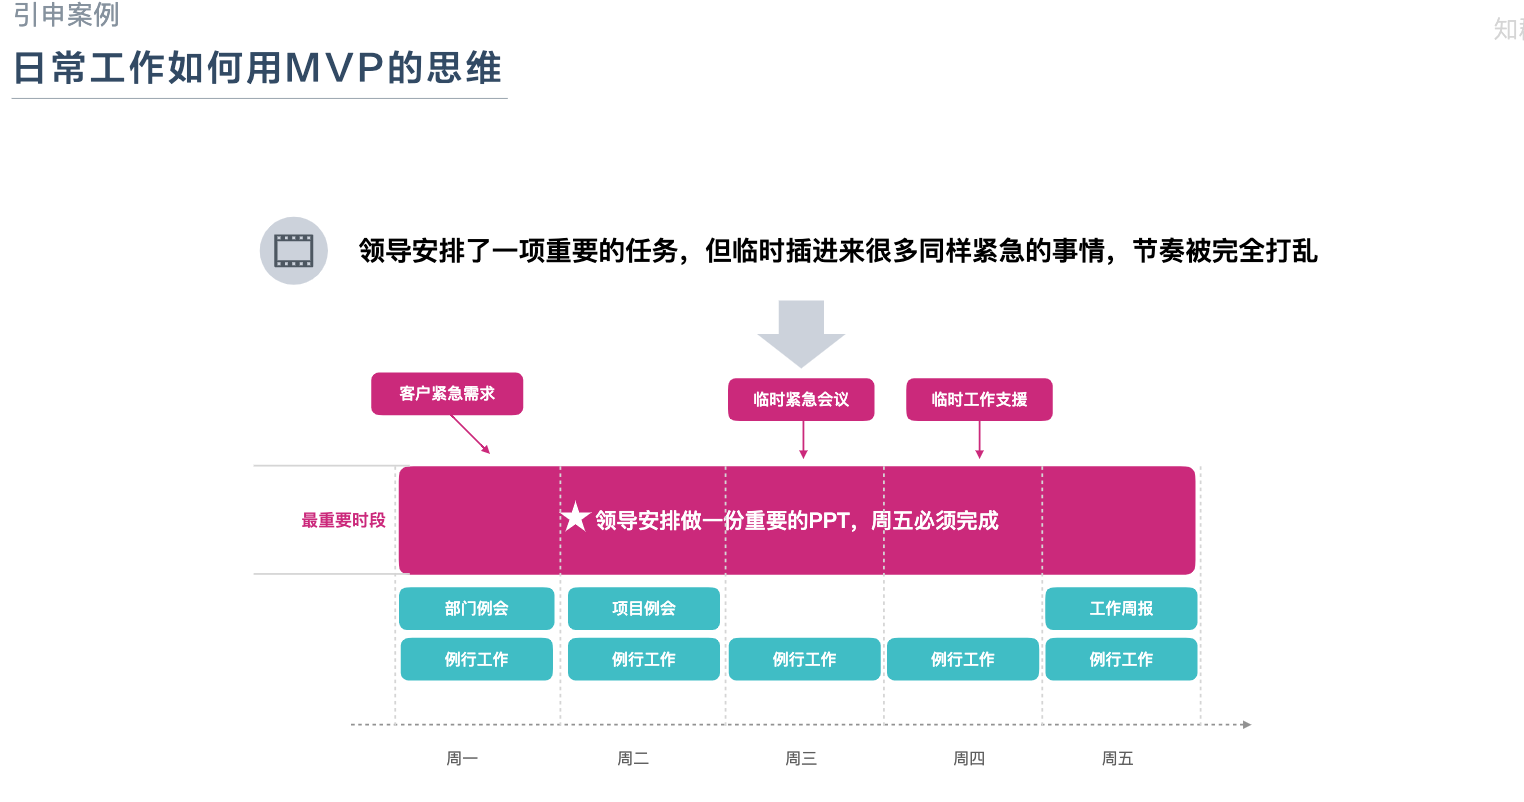 引申案例
知
日常工作如何用MVP的思维
领导安排了一项重要的任务，但临时插进来很多同样紧急的事情，节奏被完全打乱
客户紧急需求
临时紧急会议
临时工作支援
最重要时段
★领导安排做一份重要的PPT，周五必须完成
部门例会
项目例会
工作周报
例行工作
例行工作
例行工作
例行工作
例行工作
周一
周二
周三
周四
周五